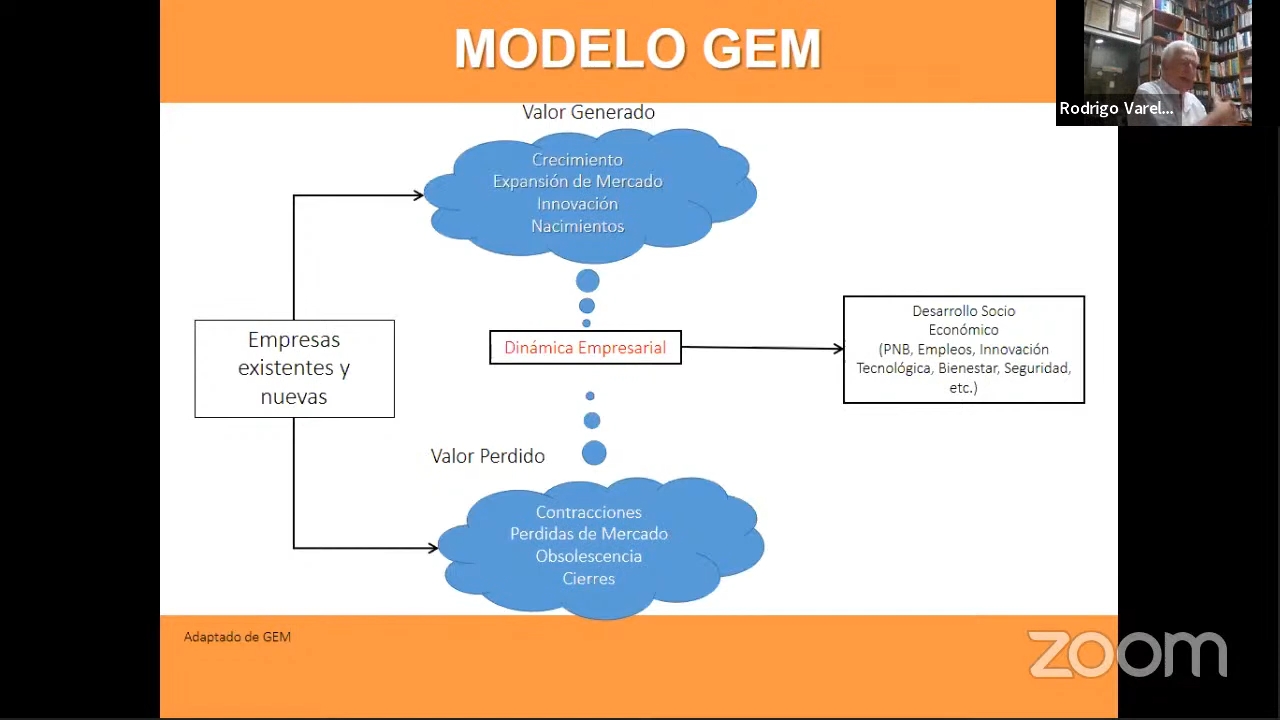 MODELO GEM
Rodrigo Varel...
Valor Generado
Crecimiento
Expansión de Mercado
Innovación
Nacimientos
Empresas
existentes y
nuevas
Dinámica Empresarial
Desarrollo Socio
Económico
(PNB, Empleos, Innovación
Tecnológica, Bienestar, Seguridad,
etc.)
Valor Perdido
Contracciones
Perdidas de Mercado
Obsolescencia
Cierres
Adaptado de GEM
zoom